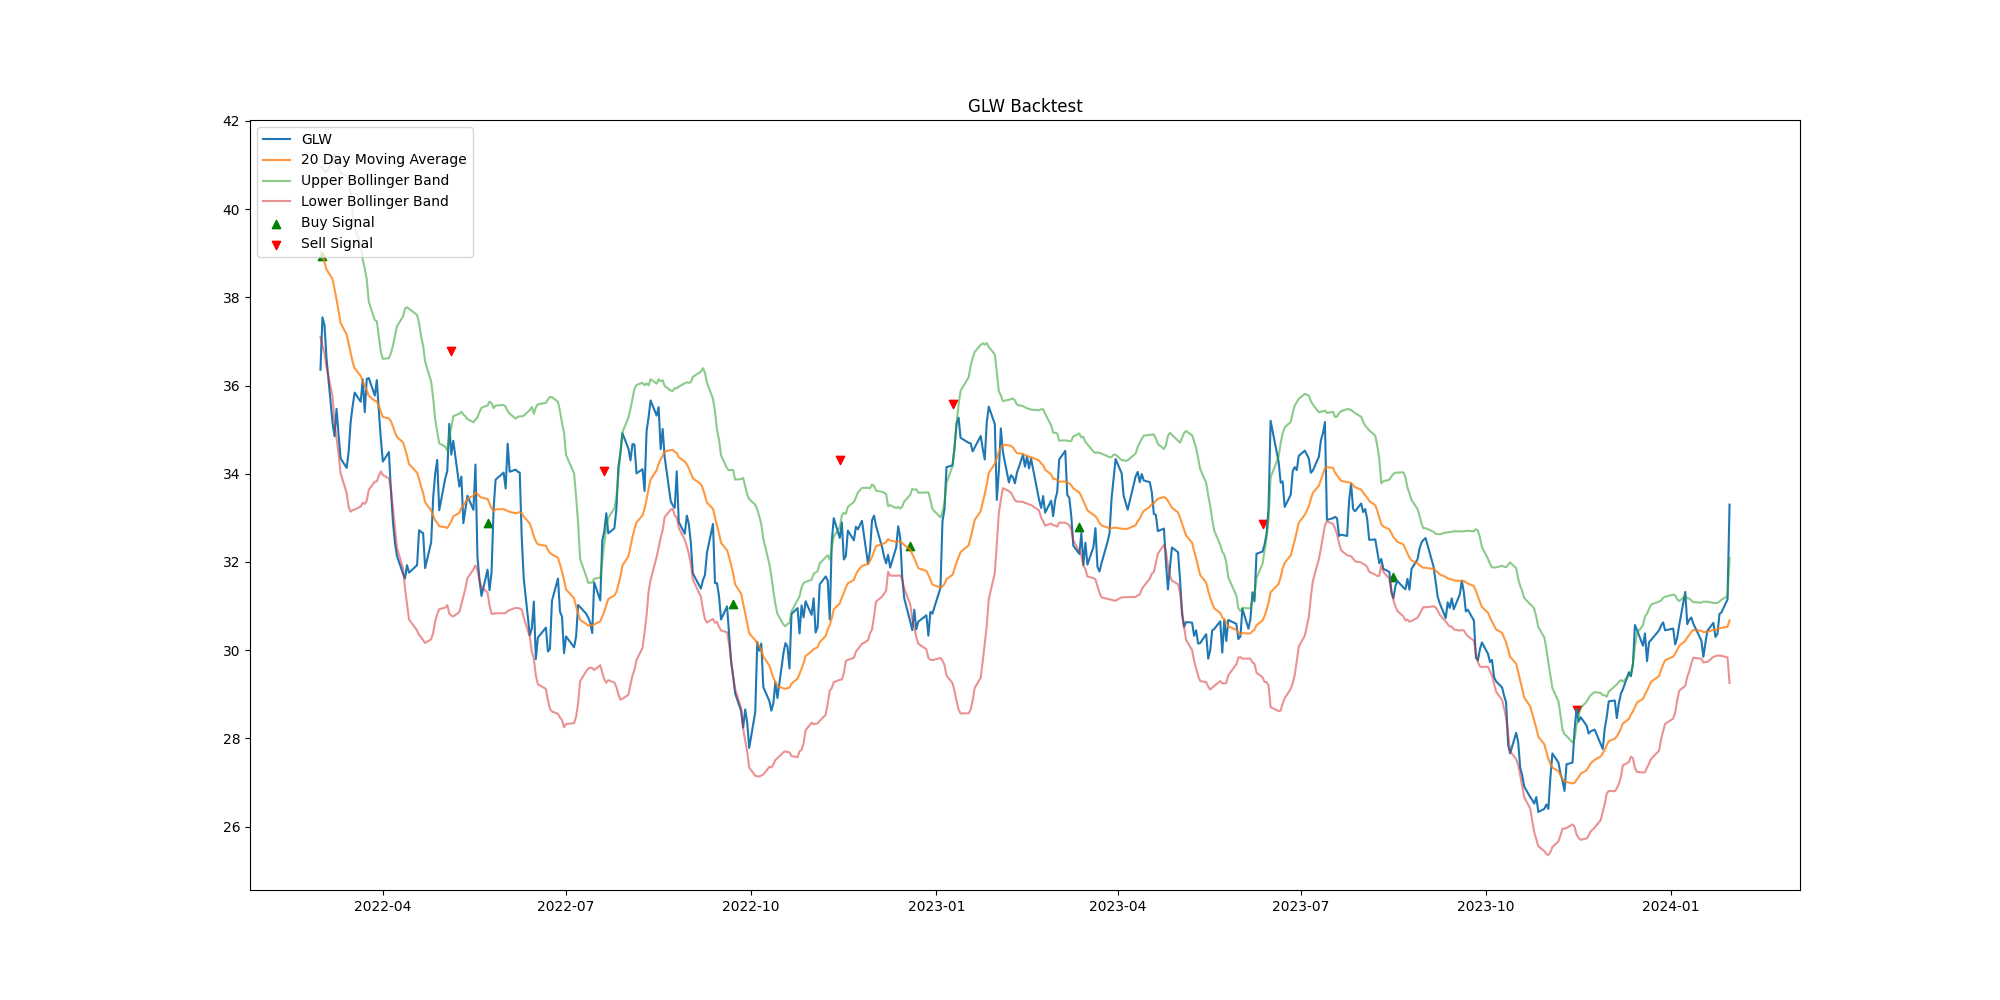 GLW Backtest
GLW
20 Day Moving Average
Upper Bollinger Band
Lower Bollinger Band
Buy Signal
Sell Signal
42
40
38
36
34
32
30
28
26
2022-04
2022-07
2022-10
2023-01
2023-04
2023-07
2023-10
2024-01